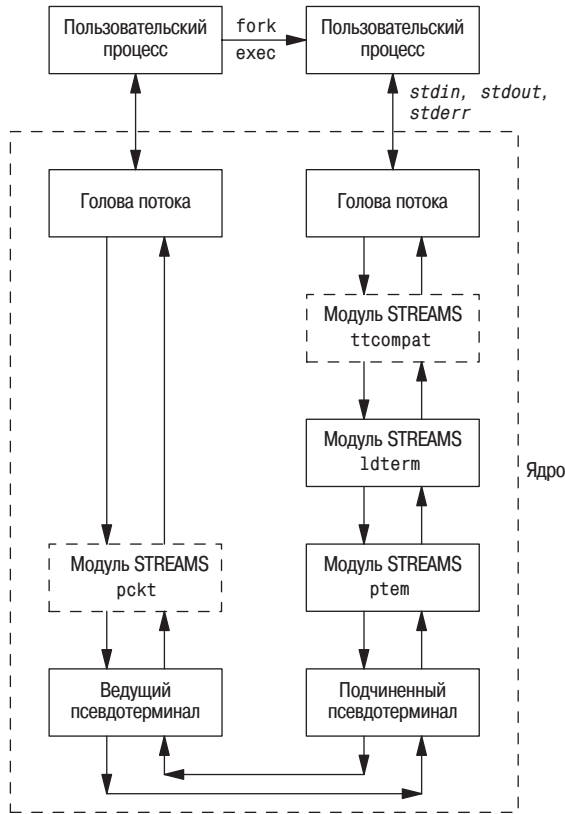 Пользовательский
процесс
fork
exec
Пользовательский
процесс
stdin, stdout,
stderr
Голова потока
Голова потока
Модуль STREAMS
ttcompat
Модуль STREAMS
ldterm
Ядро
Модуль STREAMS
pckt
Модуль STREAMS
ptem
Ведущий
псевдотерминал
Подчиненный
псевдотерминал